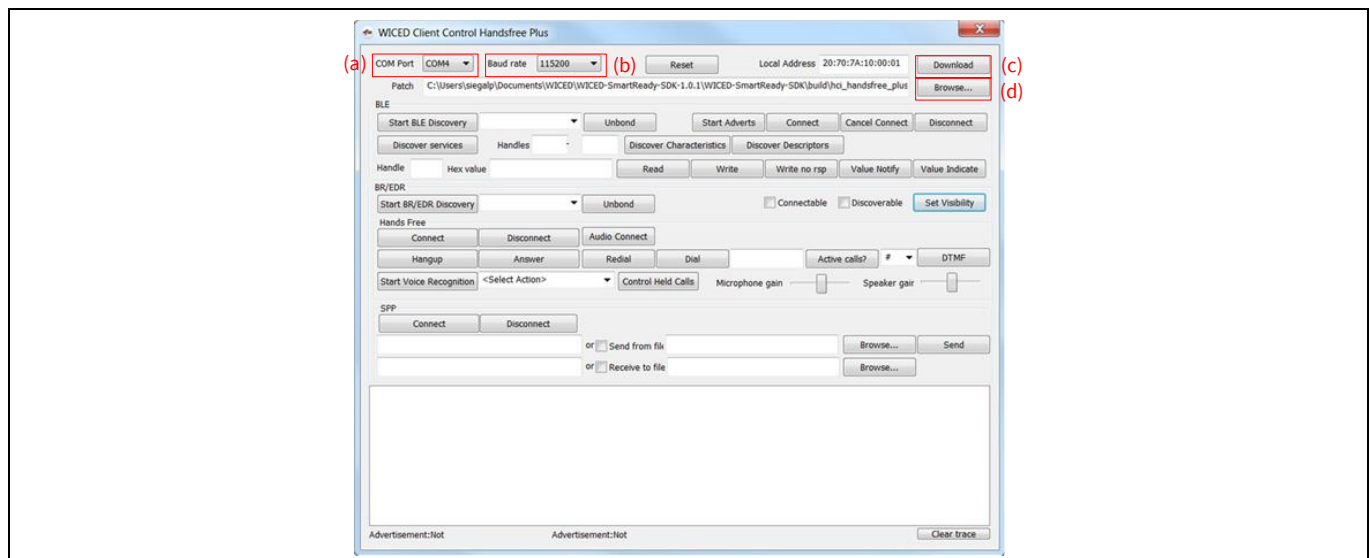 WICED Client Control Handsfree Plus
(a) COM Port COM4 Baud rate 115200 (b) Reset Local Address 20:70:7A:10:00:01 Download (c)
Patch C:\Users\siegalp\Documents\WICED\WICED-SmartReady-SDK-1.0.1\WICED-SmartReady-SDK\build\hci_handsfree_plus Browse... (d)
BLE
Start BLE Discovery Unbond Start Adverts Connect Cancel Connect Disconnect
Discover services Handles - Discover Characteristics Discover Descriptors
Handle Hex value Read Write Write no rsp Value Notify Value Indicate
BR/EDR
Start BR/EDR Discovery Unbond Connectable Discoverable Set Visibility
Hands Free
Connect Disconnect Audio Connect
Hangup Answer Redial Dial Active calls? # DTMF
Start Voice Recognition <Select Action> Control Held Calls Microphone gain Speaker gair
SPP
Connect Disconnect
or Send from file Browse... Send
or Receive to file Browse...
Advertisement:Not Advertisement:Not Clear trace